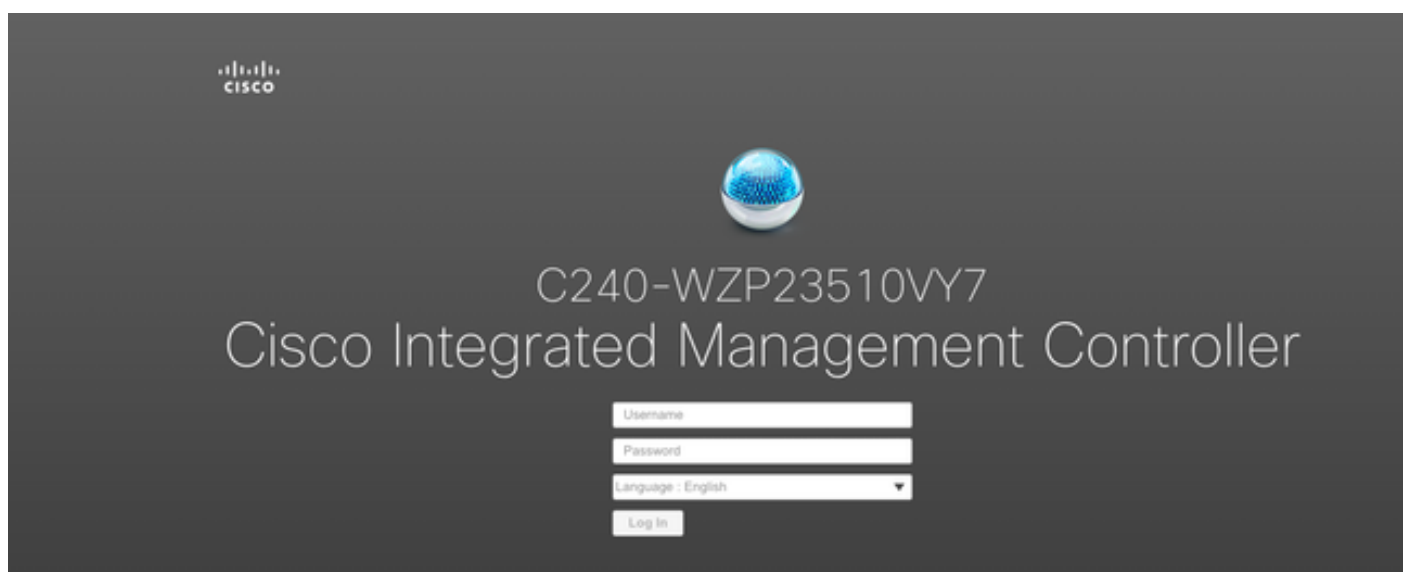 CISCO
C240-WZP23510VY7
Cisco Integrated Management Controller
Username
Password
Language : English
Log In